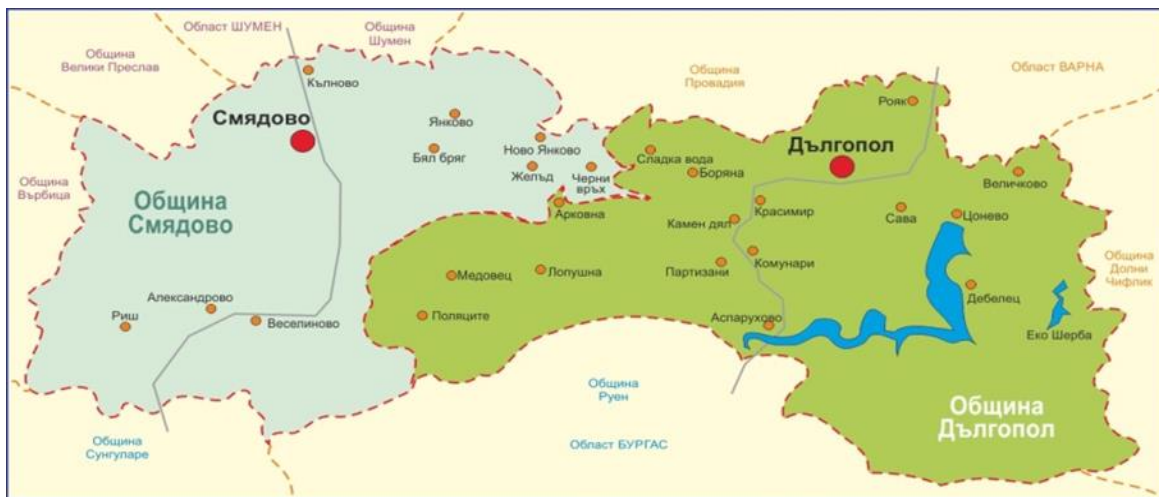 Област ШУМЕН
Община
Шумен
Община
Велики Преслав
Кълново
Община
Провадия
Област ВАРНА
Рояк
Смядово
Янково
Бял бряг
Ново Янково
Желъд
Черни
връх
Сладка вода
Боряна
Дългопол
Величково
Община
Върбица
Община
Смядово
Арковна
Камен дял
Красимир
Сава
Цонево
Партизани
Комунари
Община
Долни
Чифлик
Медовец
Лопушна
Дебелец
Александрово
Риш
Веселиново
Поляците
Аспарухово
Еко Шерба
Община
Руен
Община
Дългопол
Община
Сунгуларе
Област БУРГАС